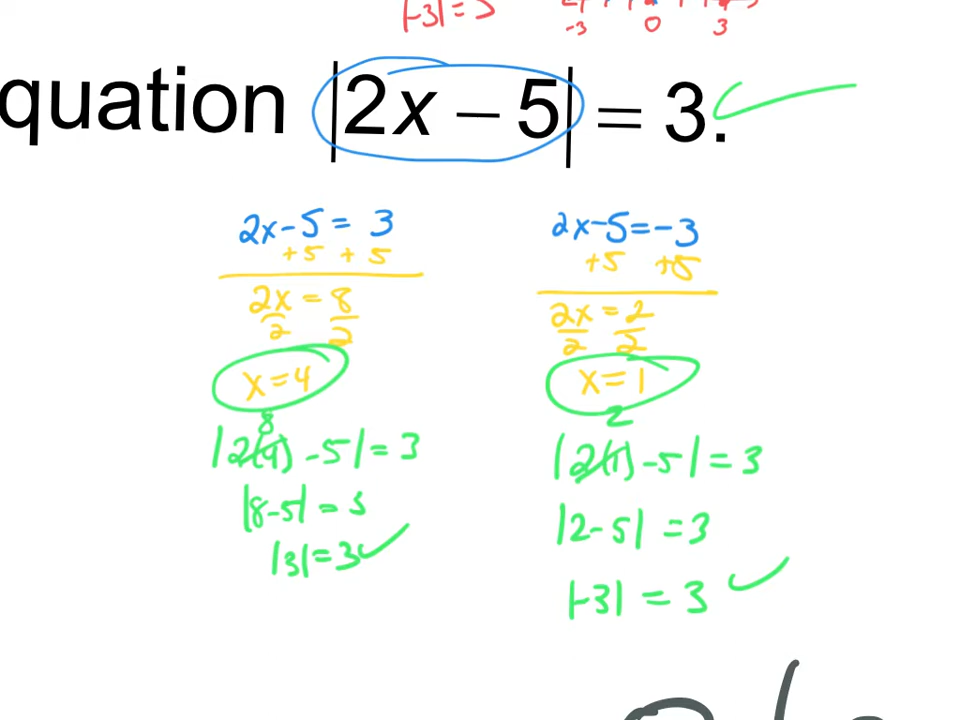 |-3| = 3
-3 0 3
quation |2x − 5| = 3.
2x - 5 = 3
+5 +5
2x = 8
2 2
x = 4
8
|2(4) - 5| = 3
|8 - 5| = 3
|3| = 3 ✓
2x - 5 = -3
+5 +5
2x = 2
2 2
x = 1
2
|2(1) - 5| = 3
|2 - 5| = 3
|-3| = 3 ✓